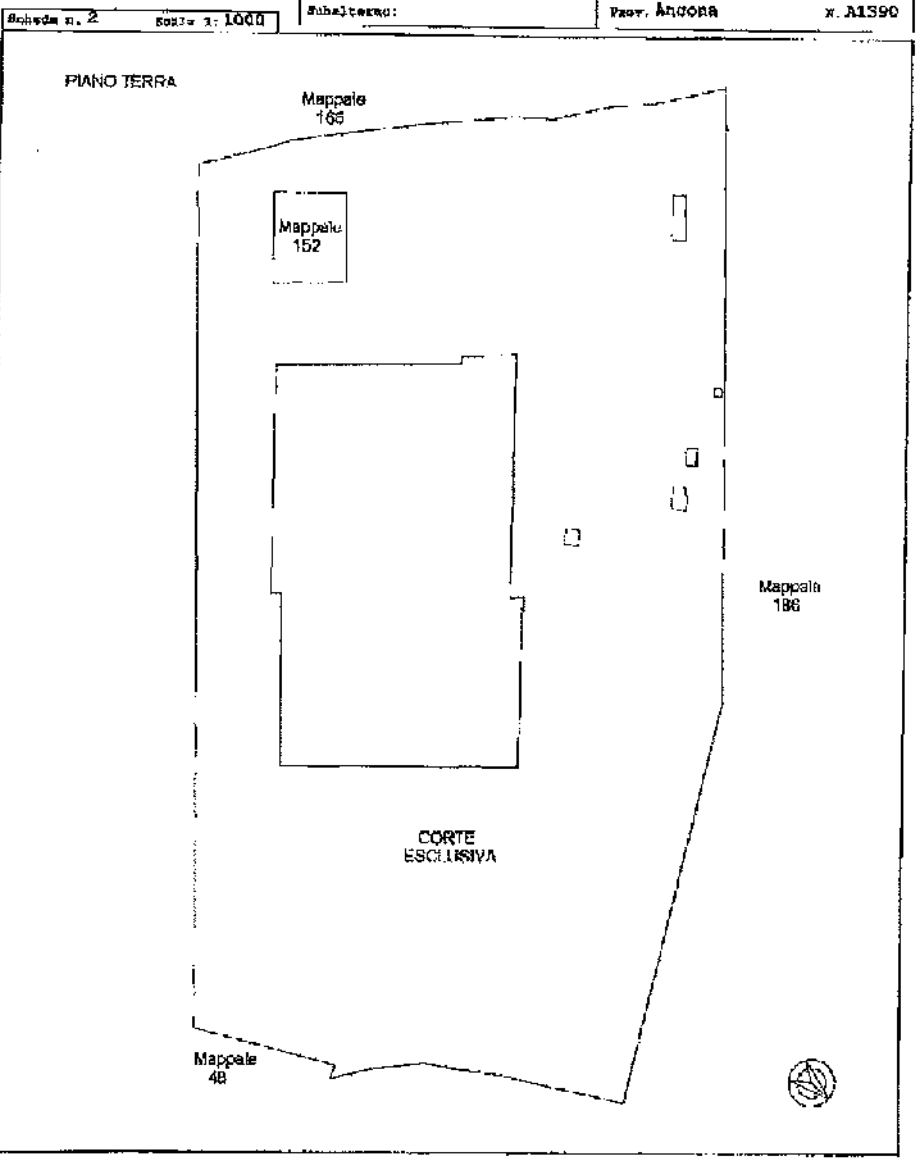 Scheda n. 2 Scala 1: 1000
Subalterno:
Prov. Ancona N. A1390
PIANO TERRA
Mappale
165
Mappale
152
Mappale
186
CORTE
ESCLUSIVA
Mappale
48